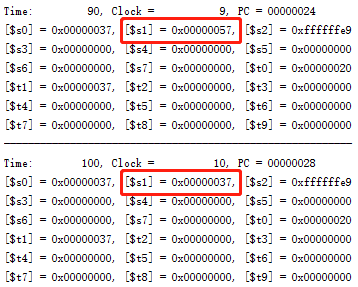 Time: 90, Clock = 9, PC = 00000024
[$s0] = 0x00000037, [$s1] = 0x00000057, [$s2] = 0xffffffe9
[$s3] = 0x00000000, [$s4] = 0x00000000, [$s5] = 0x00000000
[$s6] = 0x00000000, [$s7] = 0x00000000, [$t0] = 0x00000020
[$t1] = 0x00000037, [$t2] = 0x00000000, [$t3] = 0x00000000
[$t4] = 0x00000000, [$t5] = 0x00000000, [$t6] = 0x00000000
[$t7] = 0x00000000, [$t8] = 0x00000000, [$t9] = 0x00000000
Time: 100, Clock = 10, PC = 00000028
[$s0] = 0x00000037, [$s1] = 0x00000037, [$s2] = 0xffffffe9
[$s3] = 0x00000000, [$s4] = 0x00000000, [$s5] = 0x00000000
[$s6] = 0x00000000, [$s7] = 0x00000000, [$t0] = 0x00000020
[$t1] = 0x00000037, [$t2] = 0x00000000, [$t3] = 0x00000000
[$t4] = 0x00000000, [$t5] = 0x00000000, [$t6] = 0x00000000
[$t7] = 0x00000000, [$t8] = 0x00000000, [$t9] = 0x00000000